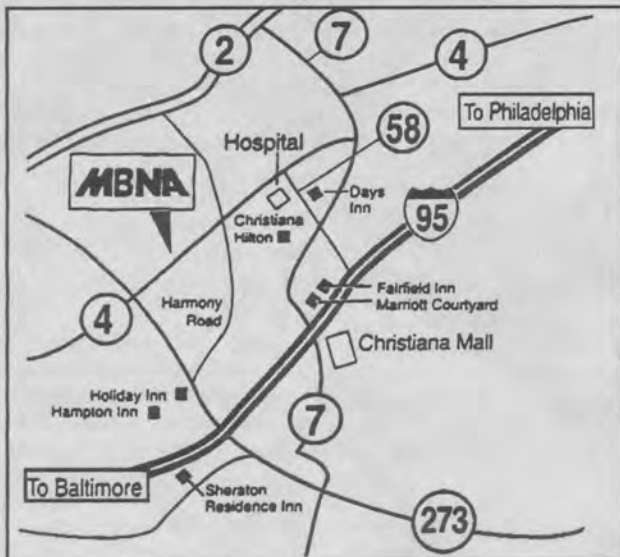 7
2
4
To Philadelphia
58
Hospital
MBNA
Days
Inn
95
Christiana
Hilton
Fairfield Inn
Marriott Courtyard
Harmony
Road
4
Christiana Mall
Holiday Inn
Hampton Inn
7
To Baltimore
Sheraton
Residence Inn
273